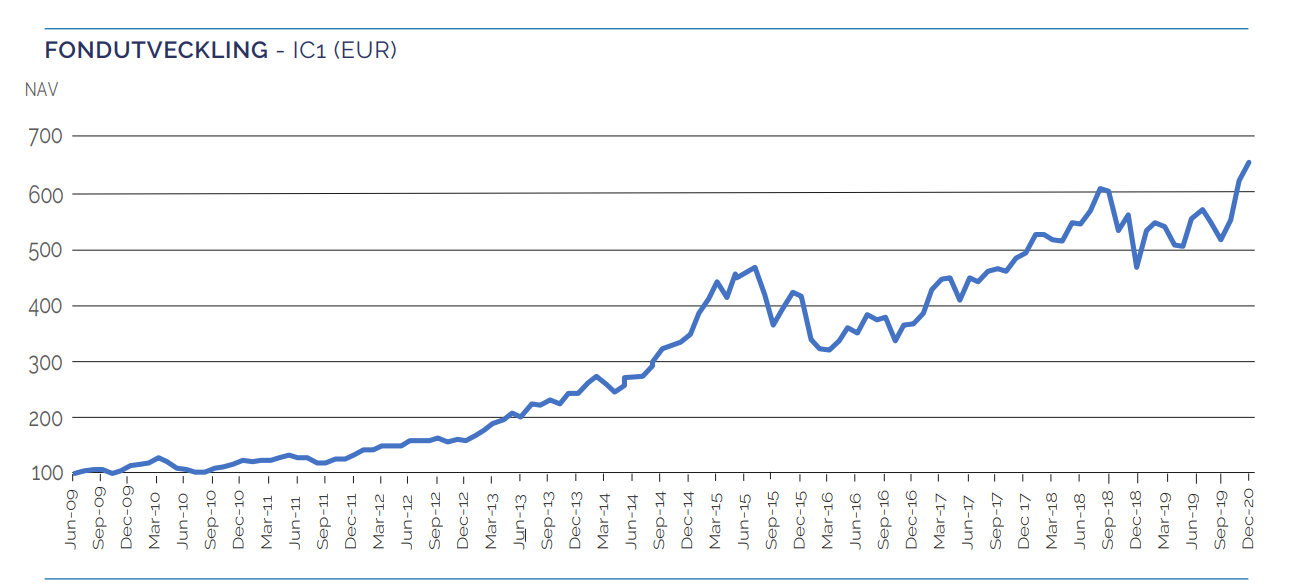 FONDUTVECKLING - IC1 (EUR)
NAV
700
600
500
400
300
200
100
Jun-09
Sep-09
Dec-09
Mar-10
Jun-10
Sep-10
Dec-10
Mar-11
Jun-11
Sep-11
Dec-11
Mar-12
Jun-12
Sep-12
Dec-12
Mar-13
Jun-13
Sep-13
Dec-13
Mar-14
Jun-14
Sep-14
Dec-14
Mar-15
Jun-15
Sep-15
Dec-15
Mar-16
Jun-16
Sep-16
Dec-16
Mar-17
Jun-17
Sep-17
Dec 17
Mar-18
Jun-18
Sep-18
Dec-18
Mar-19
Jun-19
Sep-19
Dec-20